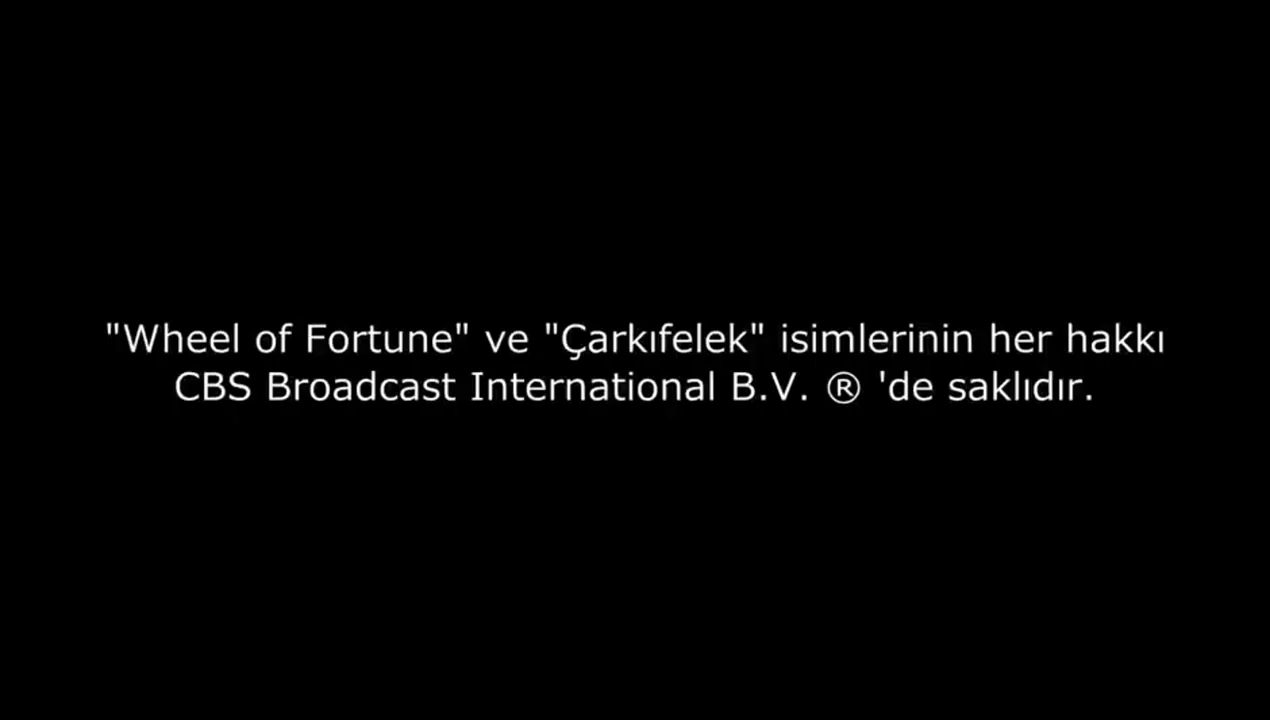 "Wheel of Fortune" ve "Çarkıfelek" isimlerinin her hakkı
CBS Broadcast International B.V. ® 'de saklıdır.